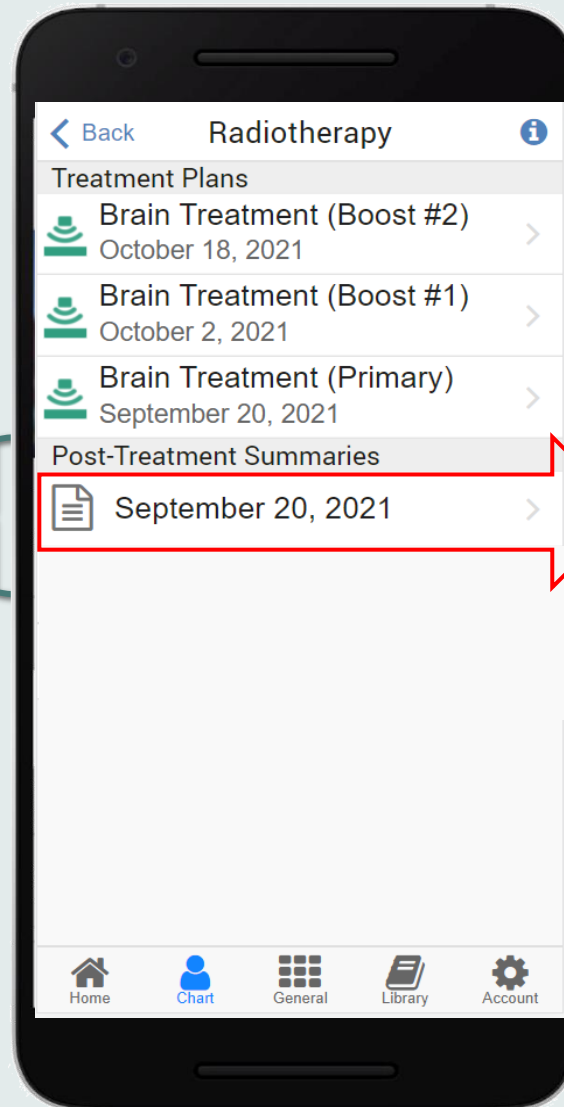 Back Radiotherapy
Treatment Plans
Brain Treatment (Boost #2)
October 18, 2021
Brain Treatment (Boost #1)
October 2, 2021
Brain Treatment (Primary)
September 20, 2021
Post-Treatment Summaries
September 20, 2021
Home Chart General Library Account